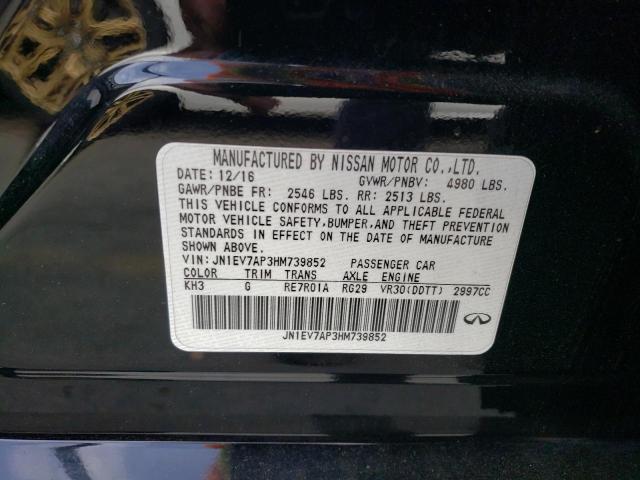 MANUFACTURED BY NISSAN MOTOR CO.,LTD.
DATE: 12/16 GVWR/PNBV: 4980 LBS.
GAWR/PNBE FR: 2546 LBS. RR: 2513 LBS.
THIS VEHICLE CONFORMS TO ALL APPLICABLE FEDERAL
MOTOR VEHICLE SAFETY,BUMPER,AND THEFT PREVENTION
STANDARDS IN EFFECT ON THE DATE OF MANUFACTURE
SHOWN ABOVE.
VIN: JN1EV7AP3HM739852 PASSENGER CAR
COLOR TRIM TRANS AXLE ENGINE
KH3 G RE7R01A RG29 VR30(DDTT) 2997CC
JN1EV7AP3HM739852